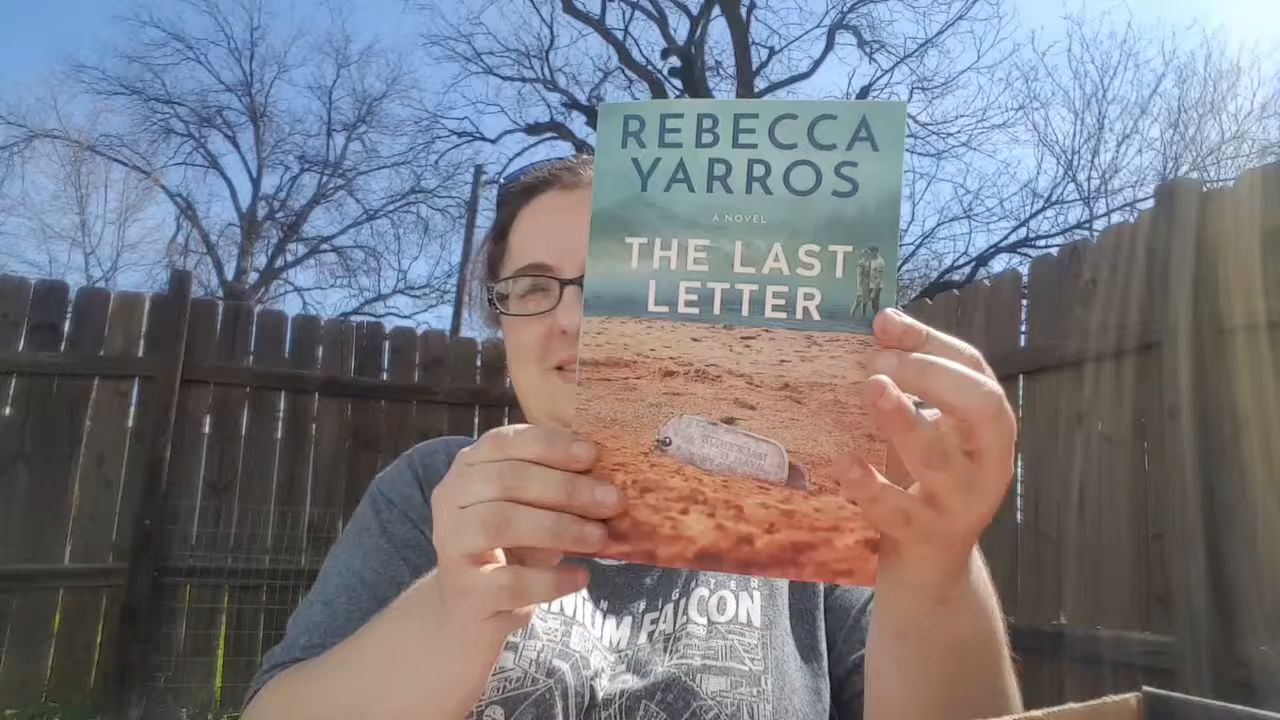 REBECCA
YARROS
A NOVEL
THE LAST
LETTER
FALCON